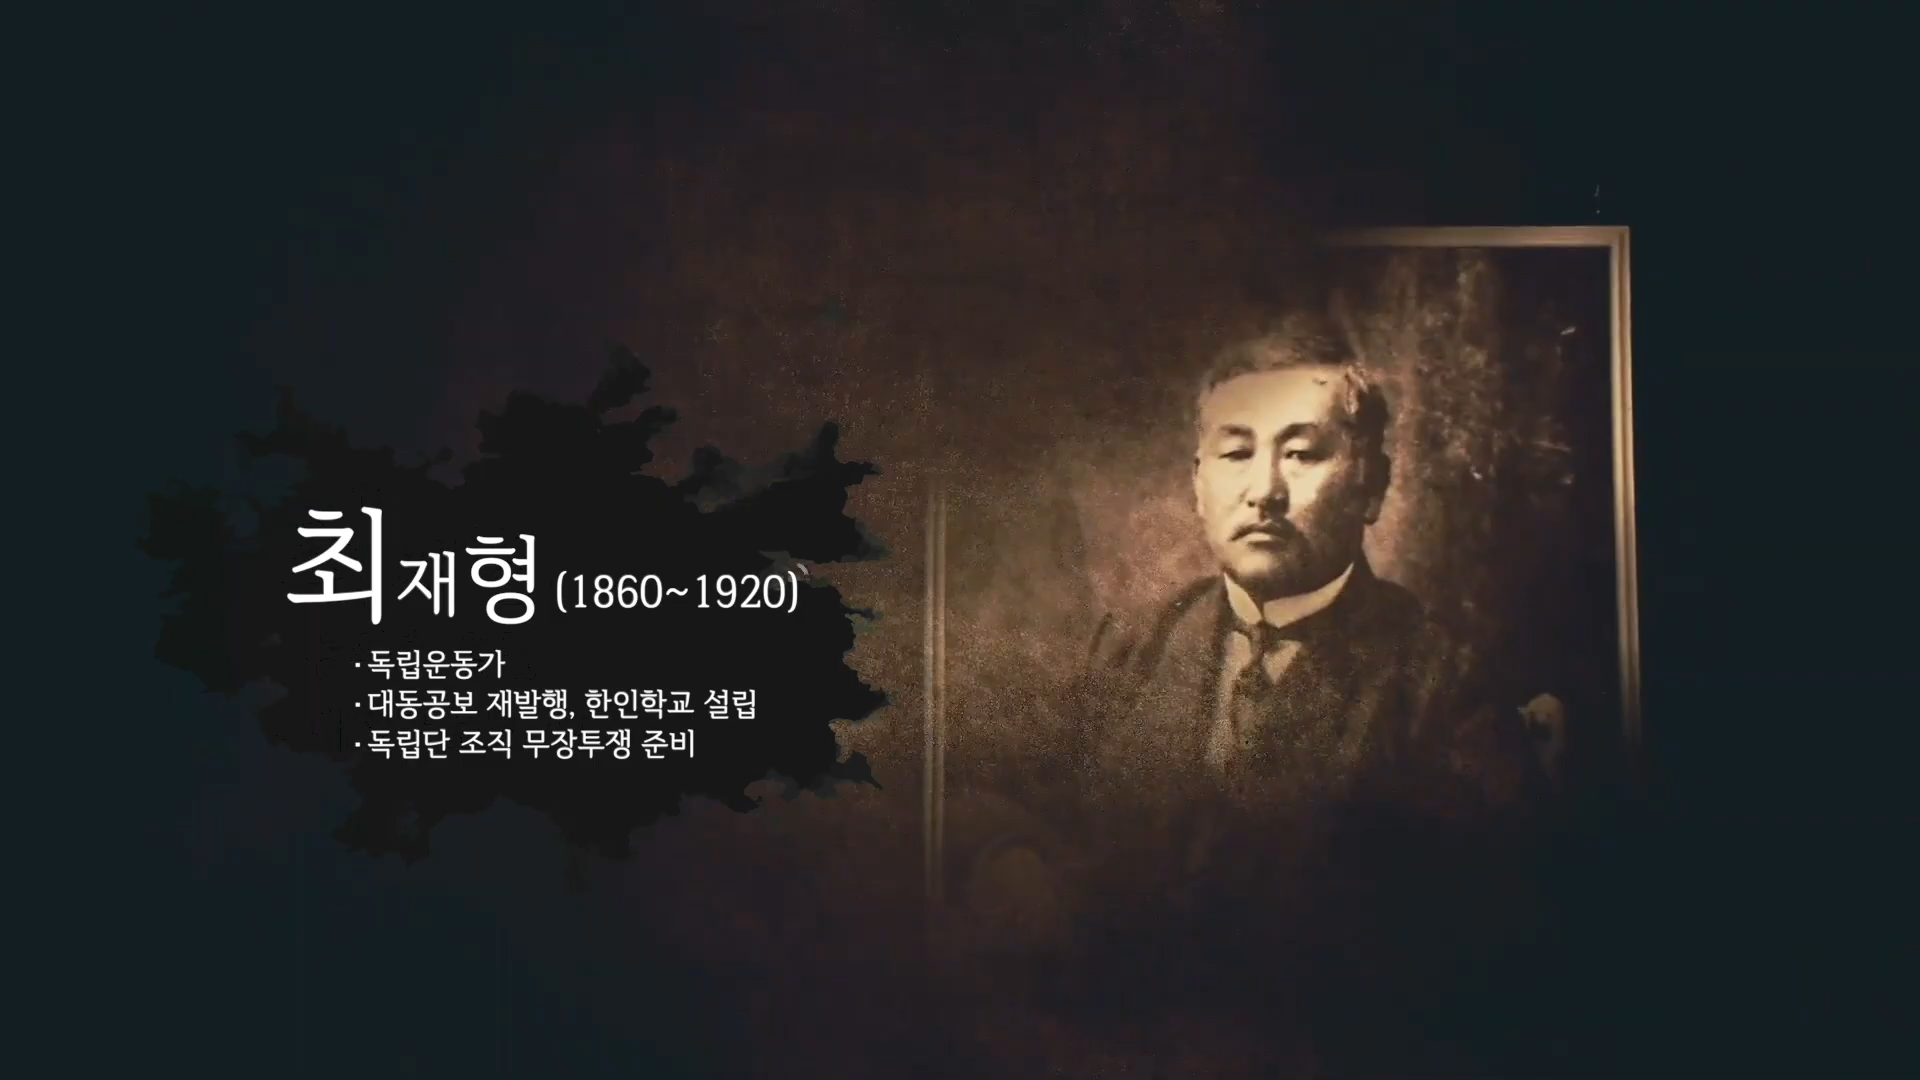 최재형 (1860~1920)
· 독립운동가
· 대동공보 재발행, 한인학교 설립
· 독립단 조직 무장투쟁 준비